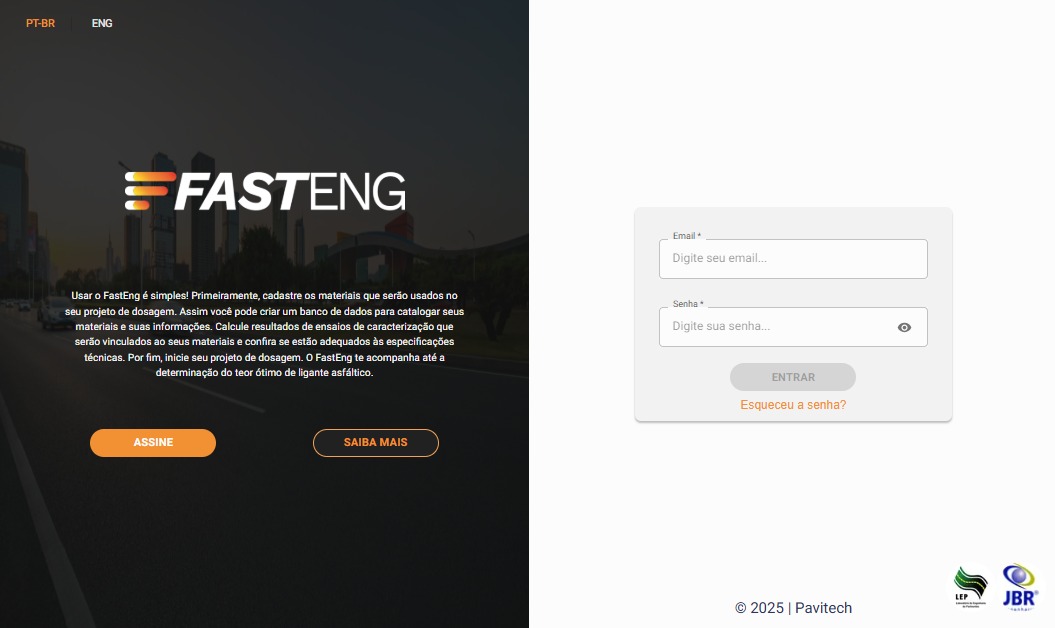 PT-BR
ENG
FASTENG
Usar o FastEng é simples! Primeiramente, cadastre os materiais que serão usados no
seu projeto de dosagem. Assim você pode criar um banco de dados para catalogar seus
materiais e suas informações. Calcule resultados de ensaios de caracterização que
serão vinculados ao seus materiais e confira se estão adequados às especificações
técnicas. Por fim, inicie seu projeto de dosagem. O FastEng te acompanha até a
determinação do teor ótimo de ligante asfáltico.
ASSINE
SAIBA MAIS
Email *
Digite seu email...
Senha *
Digite sua senha...
ENTRAR
Esqueceu a senha?
LEP
JBR
© 2025 | Pavitech